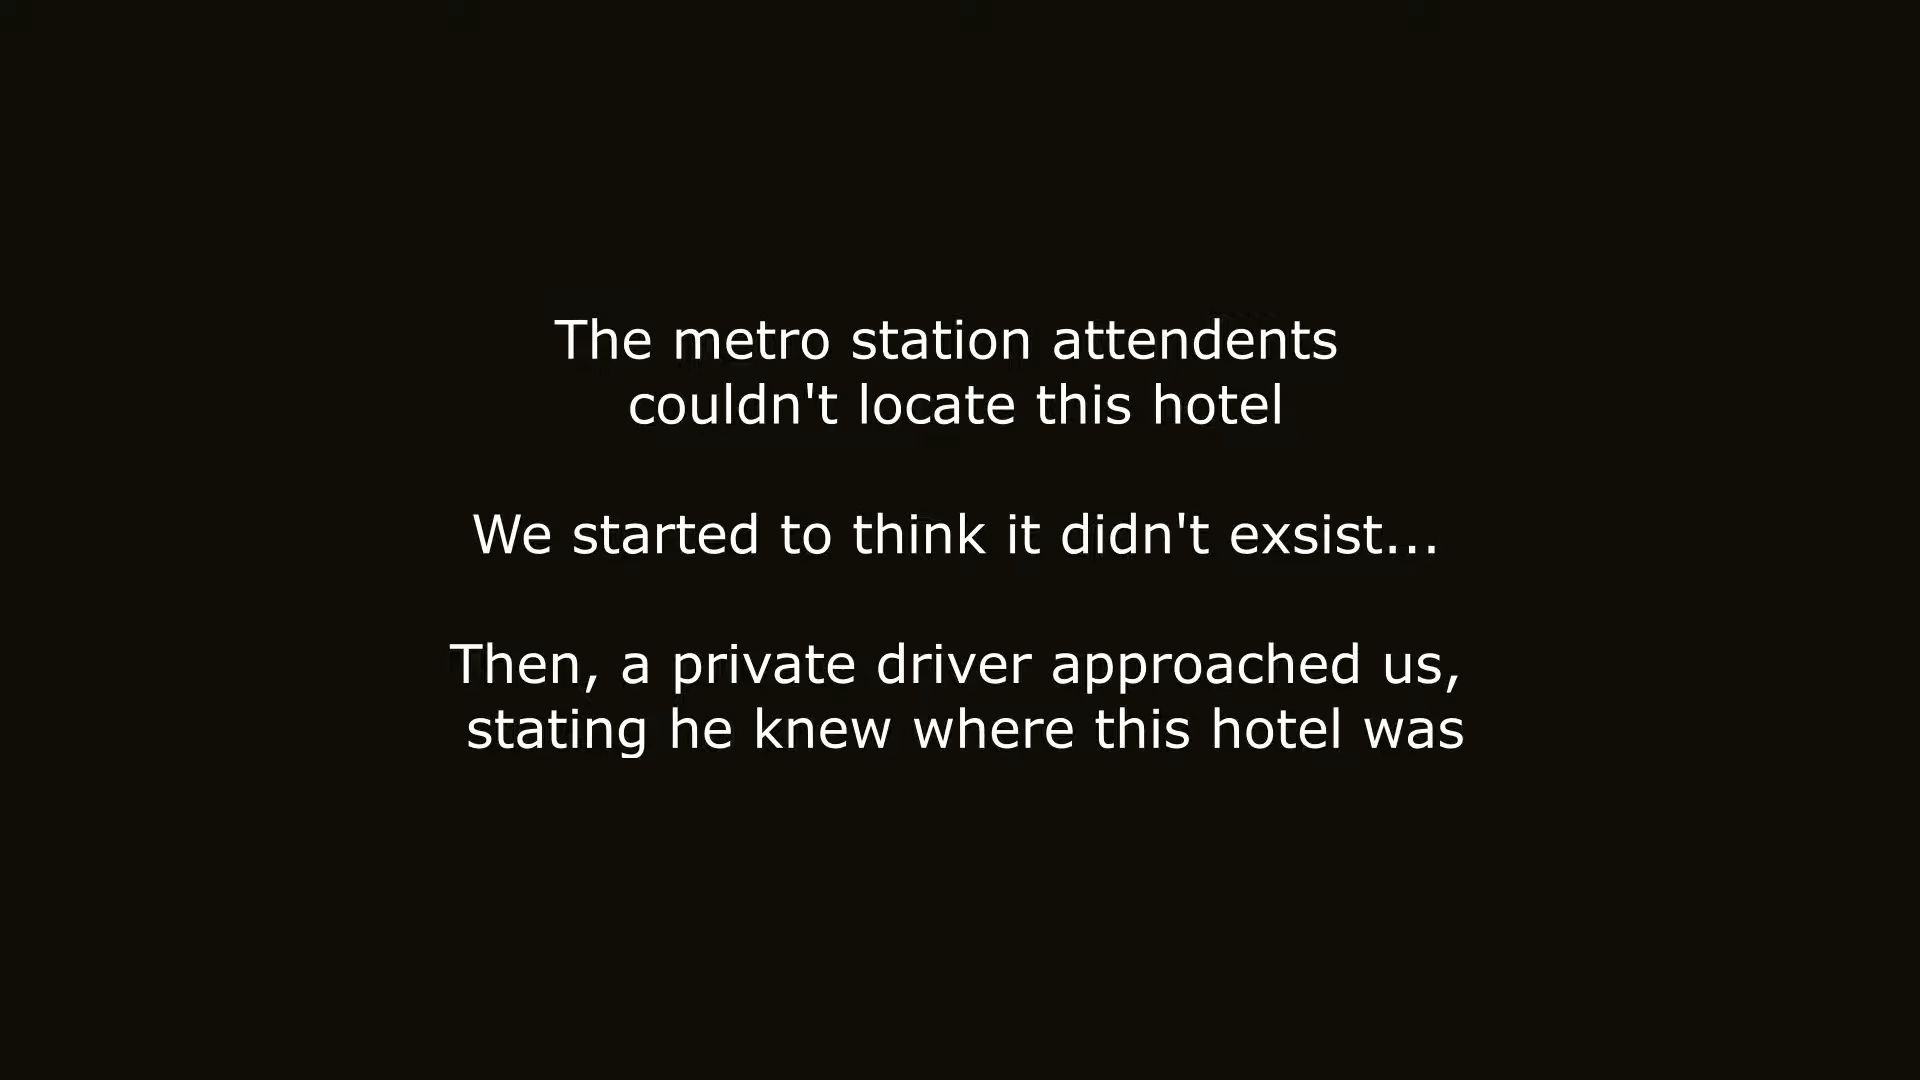 The metro station attendents
couldn't locate this hotel
We started to think it didn't exsist...
Then, a private driver approached us,
stating he knew where this hotel was